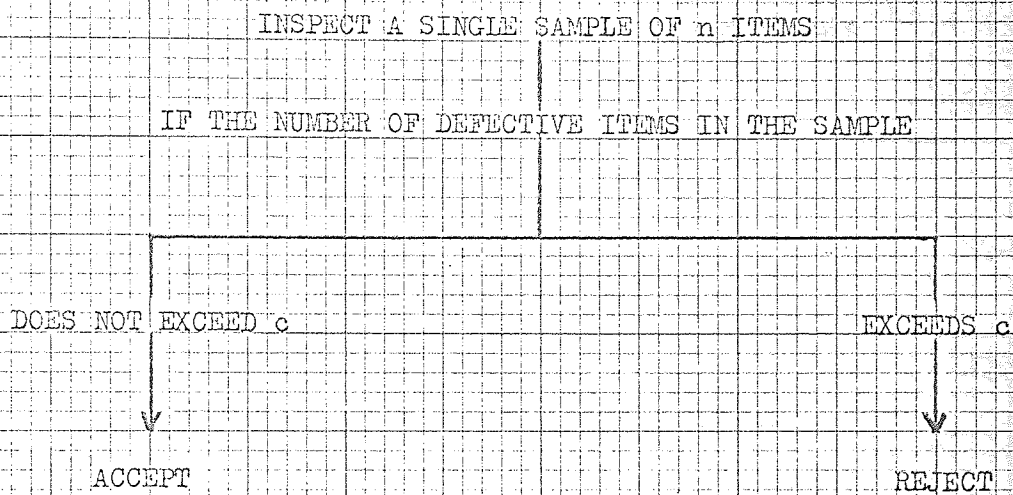 INSPECT A SINGLE SAMPLE OF n ITEMS
IF THE NUMBER OF DEFECTIVE ITEMS IN THE SAMPLE
DOES NOT EXCEED c
EXCEEDS c
ACCEPT
REJECT